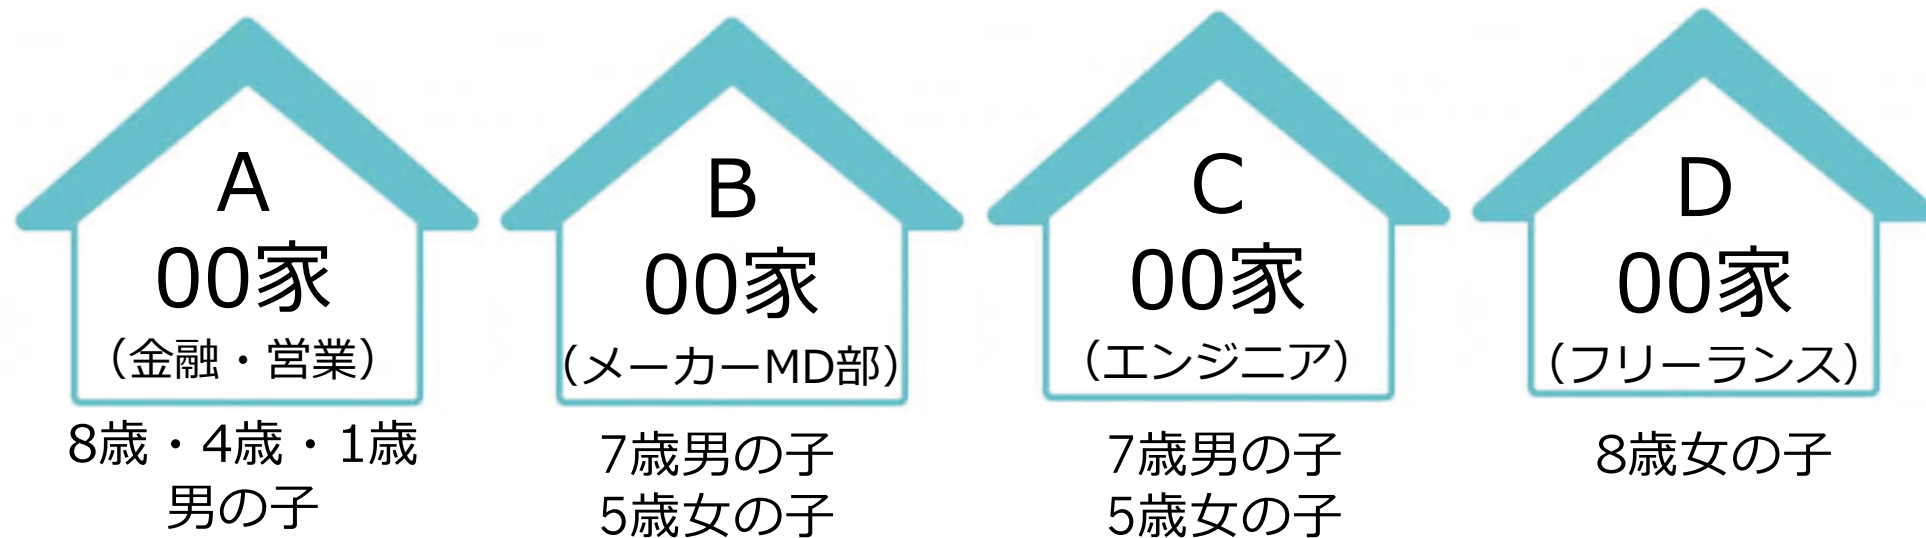 A
00家
（金融・営業）
8歳・4歳・1歳
男の子
B
00家
（メーカーMD部）
7歳男の子
5歳女の子
C
00家
（エンジニア）
7歳男の子
5歳女の子
D
00家
（フリーランス）
8歳女の子